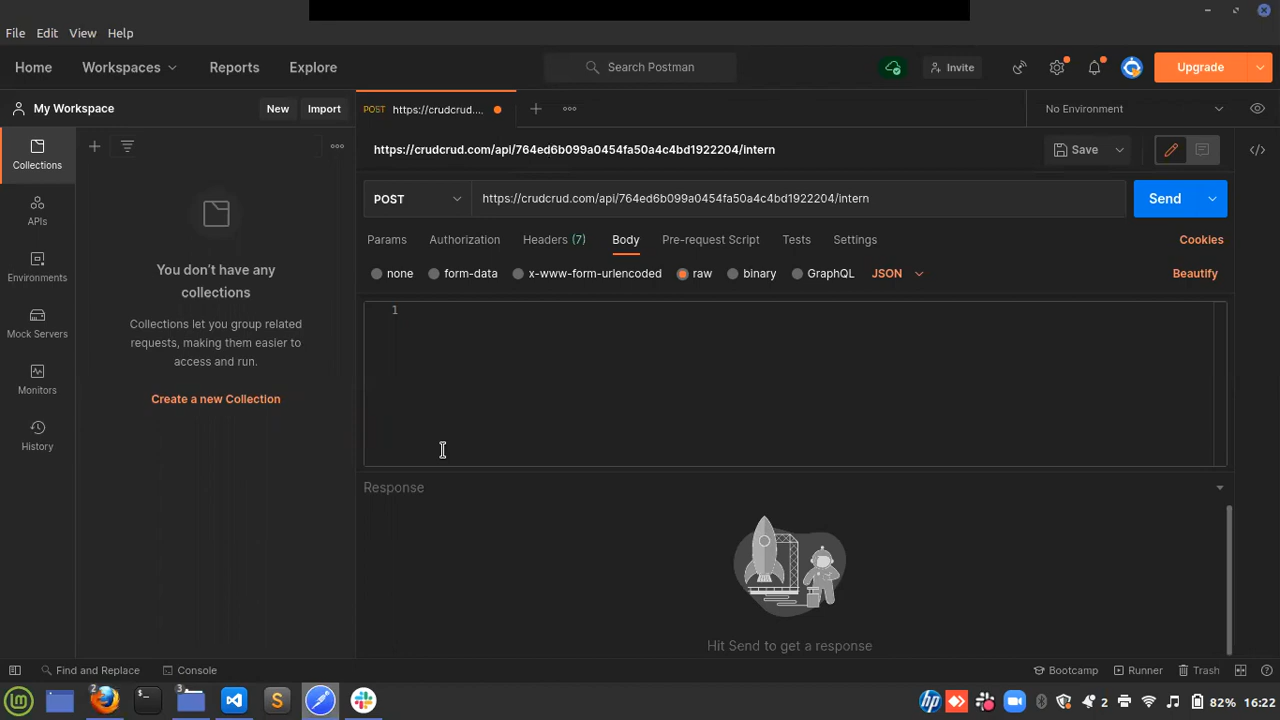 File Edit View Help
Home Workspaces Reports Explore Search Postman Invite Upgrade
My Workspace New Import POST https://crudcrud.... No Environment
Collections
APIs
Environments
Mock Servers
Monitors
History
You don't have any
collections
Collections let you group related
requests, making them easier to
access and run.
Create a new Collection
https://crudcrud.com/api/764ed6b099a0454fa50a4c4bd1922204/intern Save
POST https://crudcrud.com/api/764ed6b099a0454fa50a4c4bd1922204/intern Send
Params Authorization Headers (7) Body Pre-request Script Tests Settings Cookies
none form-data x-www-form-urlencoded raw binary GraphQL JSON Beautify
1
Response
Hit Send to get a response
Find and Replace Console Bootcamp Runner Trash
2 3 hp 2 82% 16:22